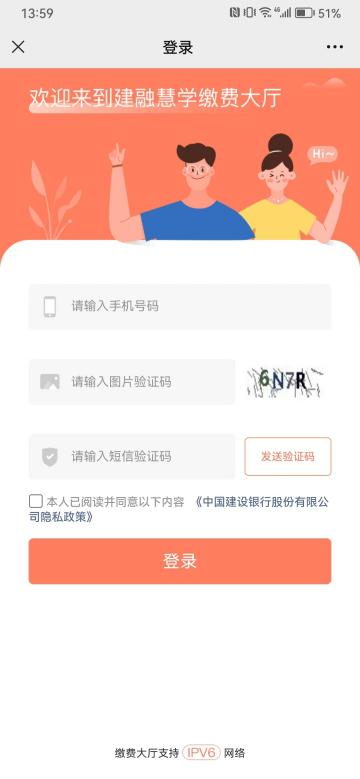 13:59
51%
登录
欢迎来到建融慧学缴费大厅
Hi~
请输入手机号码
请输入图片验证码
6N7R
请输入短信验证码
发送验证码
本人已阅读并同意以下内容 《中国建设银行股份有限公
司隐私政策》
登录
缴费大厅支持 IPV6 网络